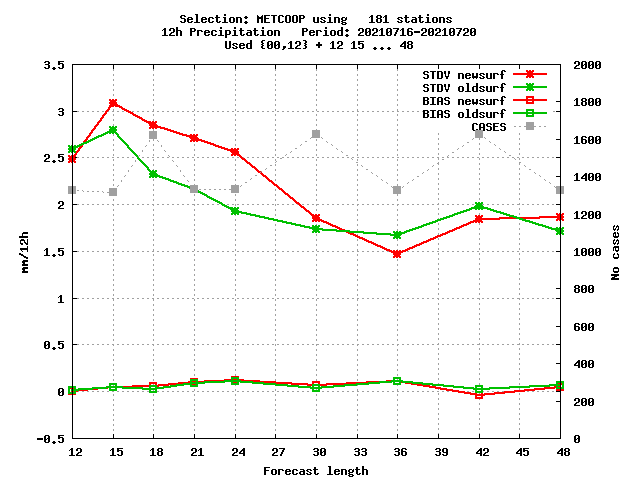 Selection: METCOOP using   181 stations
12h Precipitation   Period: 20210716-20210720
Used {00,12} + 12 15 ... 48
3.5
3
2.5
2
1.5
1
0.5
0
-0.5
mm/12h
2000
1800
1600
1400
1200
1000
800
600
400
200
0
No cases
STDV newsurf
STDV oldsurf
BIAS newsurf
BIAS oldsurf
CASES
12 15 18 21 24 27 30 33 36 39 42 45 48
Forecast length